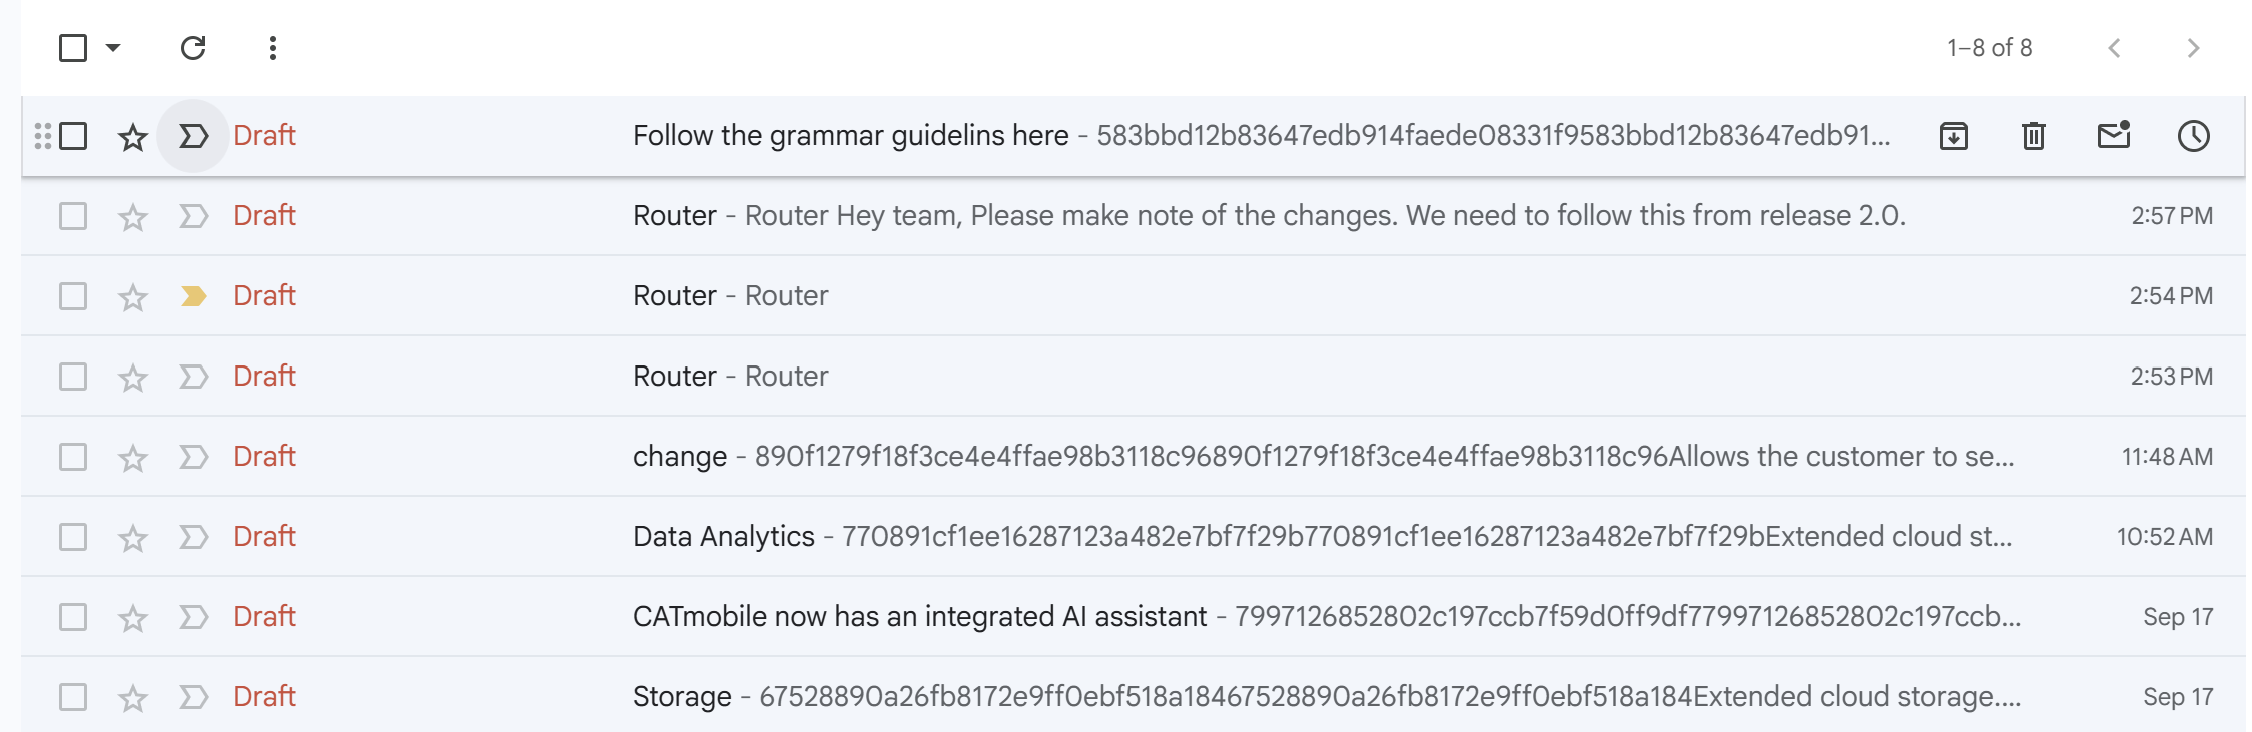 1–8 of 8
Draft Follow the grammar guidelins here - 583bbd12b83647edb914faede08331f9583bbd12b83647edb91...
Draft Router - Router Hey team, Please make note of the changes. We need to follow this from release 2.0. 2:57 PM
Draft Router - Router 2:54 PM
Draft Router - Router 2:53 PM
Draft change - 890f1279f18f3ce4e4ffae98b3118c96890f1279f18f3ce4e4ffae98b3118c96Allows the customer to se... 11:48 AM
Draft Data Analytics - 770891cf1ee16287123a482e7bf7f29b770891cf1ee16287123a482e7bf7f29bExtended cloud st... 10:52 AM
Draft CATmobile now has an integrated AI assistant - 7997126852802c197ccb7f59d0ff9df77997126852802c197ccb... Sep 17
Draft Storage - 67528890a26fb8172e9ff0ebf518a18467528890a26fb8172e9ff0ebf518a184Extended cloud storage.... Sep 17